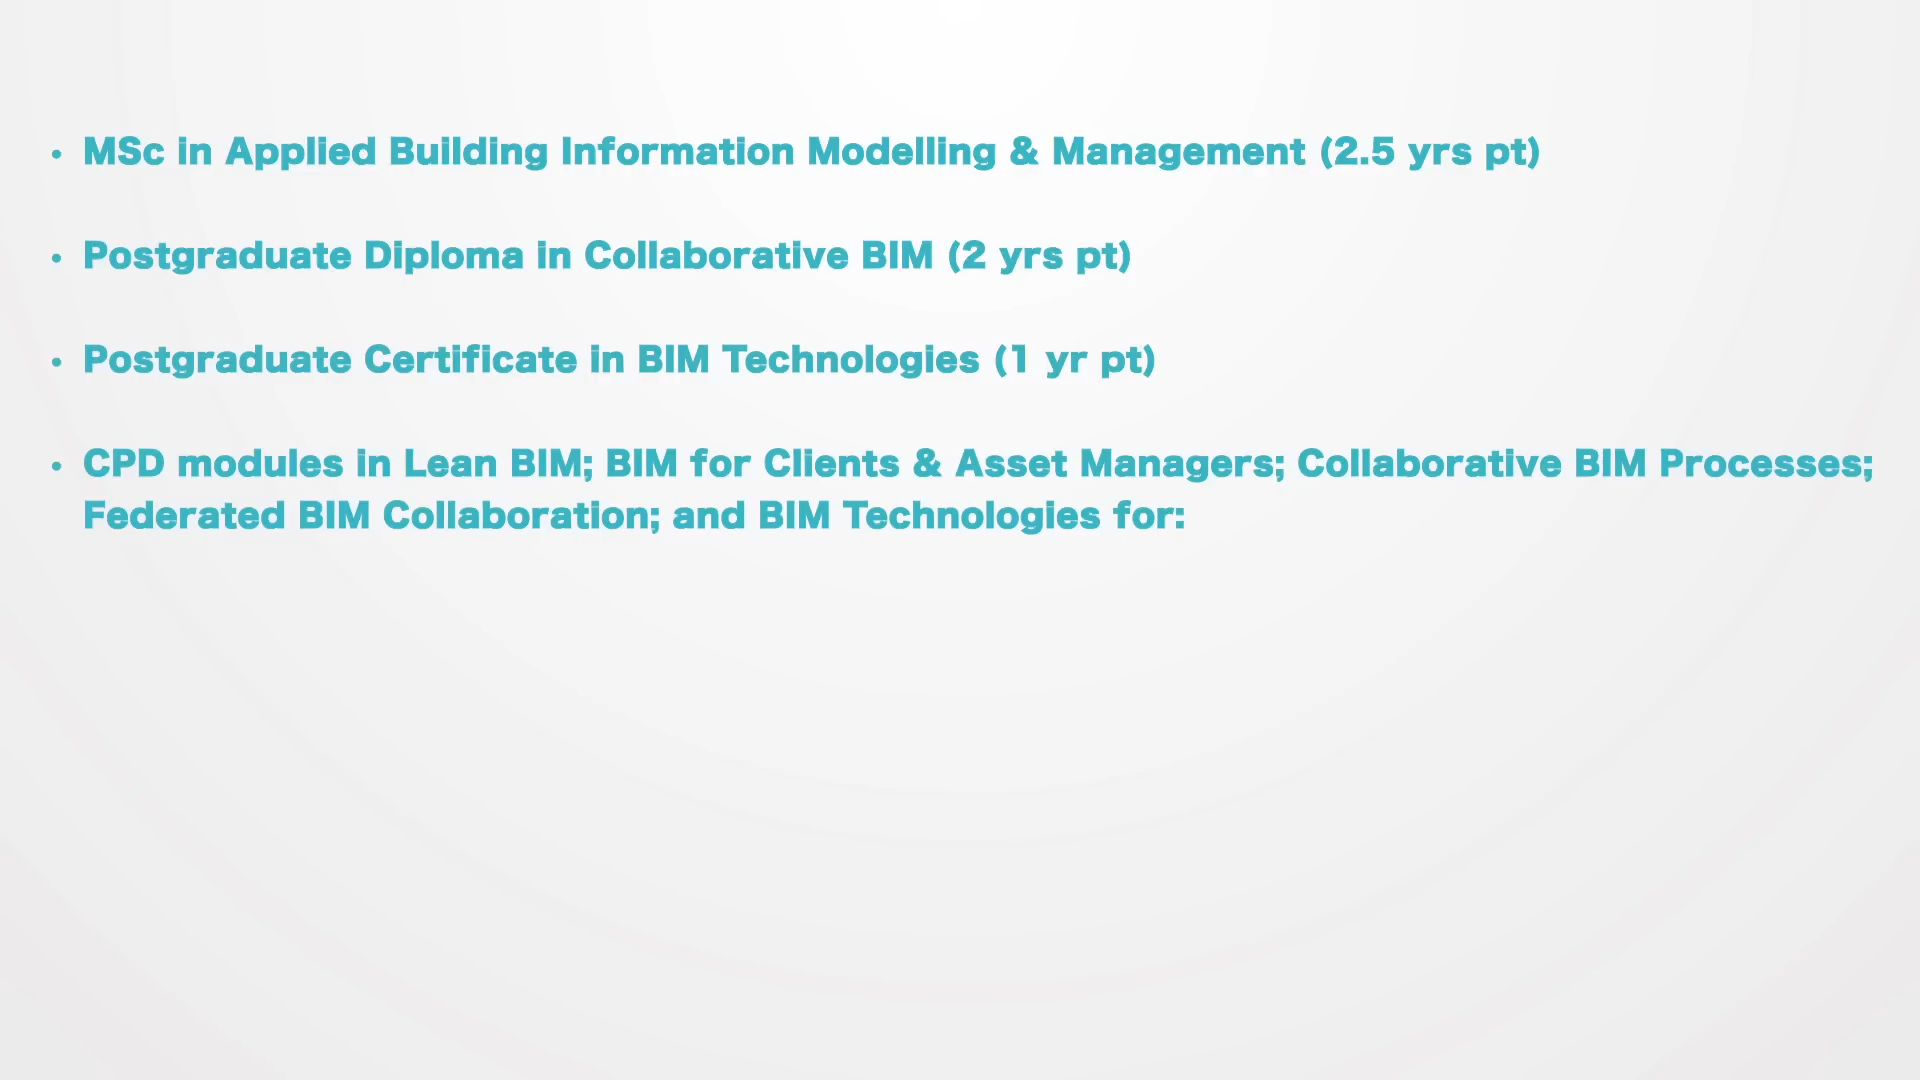 • MSc in Applied Building Information Modelling & Management (2.5 yrs pt)
• Postgraduate Diploma in Collaborative BIM (2 yrs pt)
• Postgraduate Certificate in BIM Technologies (1 yr pt)
• CPD modules in Lean BIM; BIM for Clients & Asset Managers; Collaborative BIM Processes;
Federated BIM Collaboration; and BIM Technologies for: